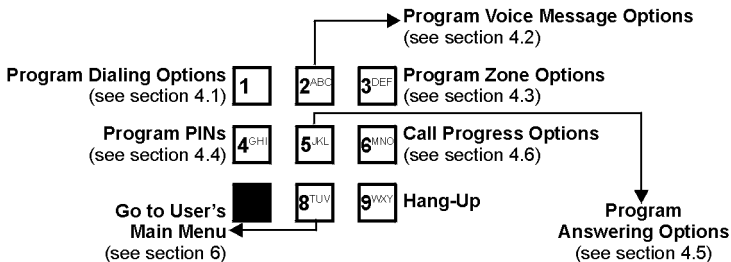 Program Voice Message Options
(see section 4.2)
Program Dialing Options
(see section 4.1)
1
2ABC
3DEF
Program Zone Options
(see section 4.3)
Program PINs
(see section 4.4)
4GHI
5JKL
6MNO
Call Progress Options
(see section 4.6)
Go to User's
Main Menu
(see section 6)
8TUV
9WXY
Hang-Up
Program
Answering Options
(see section 4.5)